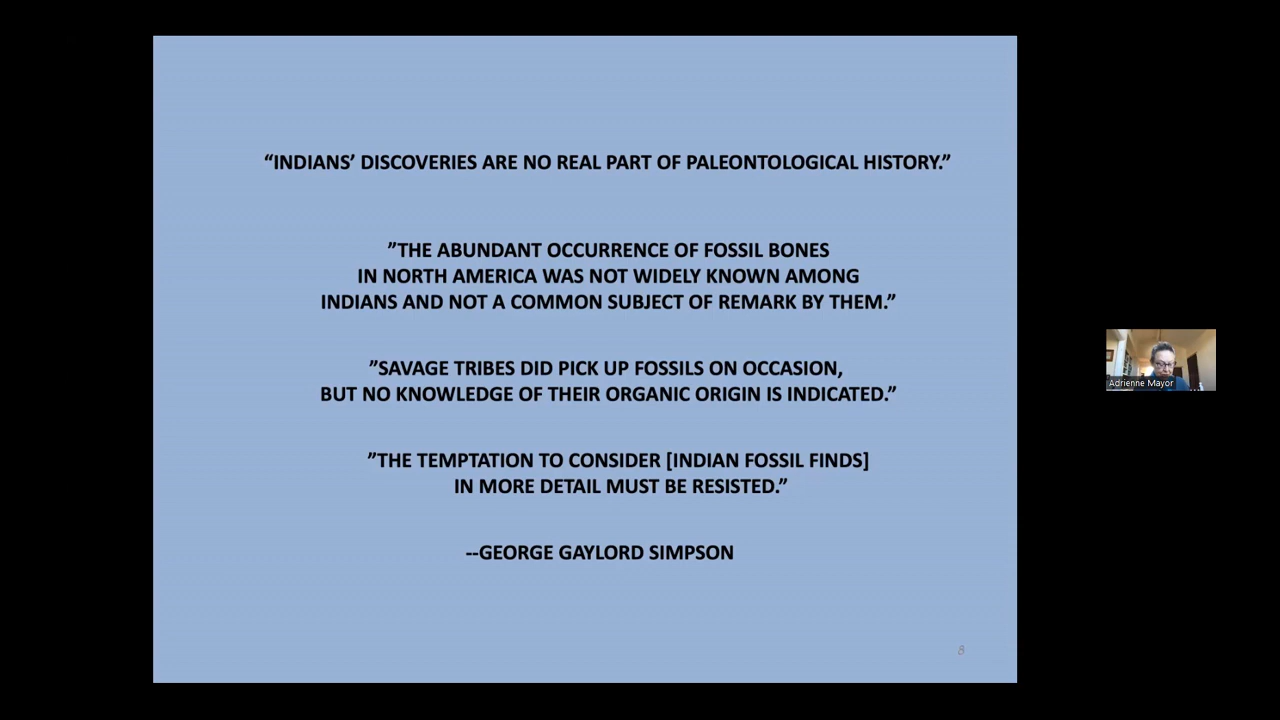 “INDIANS’ DISCOVERIES ARE NO REAL PART OF PALEONTOLOGICAL HISTORY.”
”THE ABUNDANT OCCURRENCE OF FOSSIL BONES
IN NORTH AMERICA WAS NOT WIDELY KNOWN AMONG
INDIANS AND NOT A COMMON SUBJECT OF REMARK BY THEM.”
”SAVAGE TRIBES DID PICK UP FOSSILS ON OCCASION,
BUT NO KNOWLEDGE OF THEIR ORGANIC ORIGIN IS INDICATED.”
”THE TEMPTATION TO CONSIDER [INDIAN FOSSIL FINDS]
IN MORE DETAIL MUST BE RESISTED.”
--GEORGE GAYLORD SIMPSON
8
Adrienne Mayor